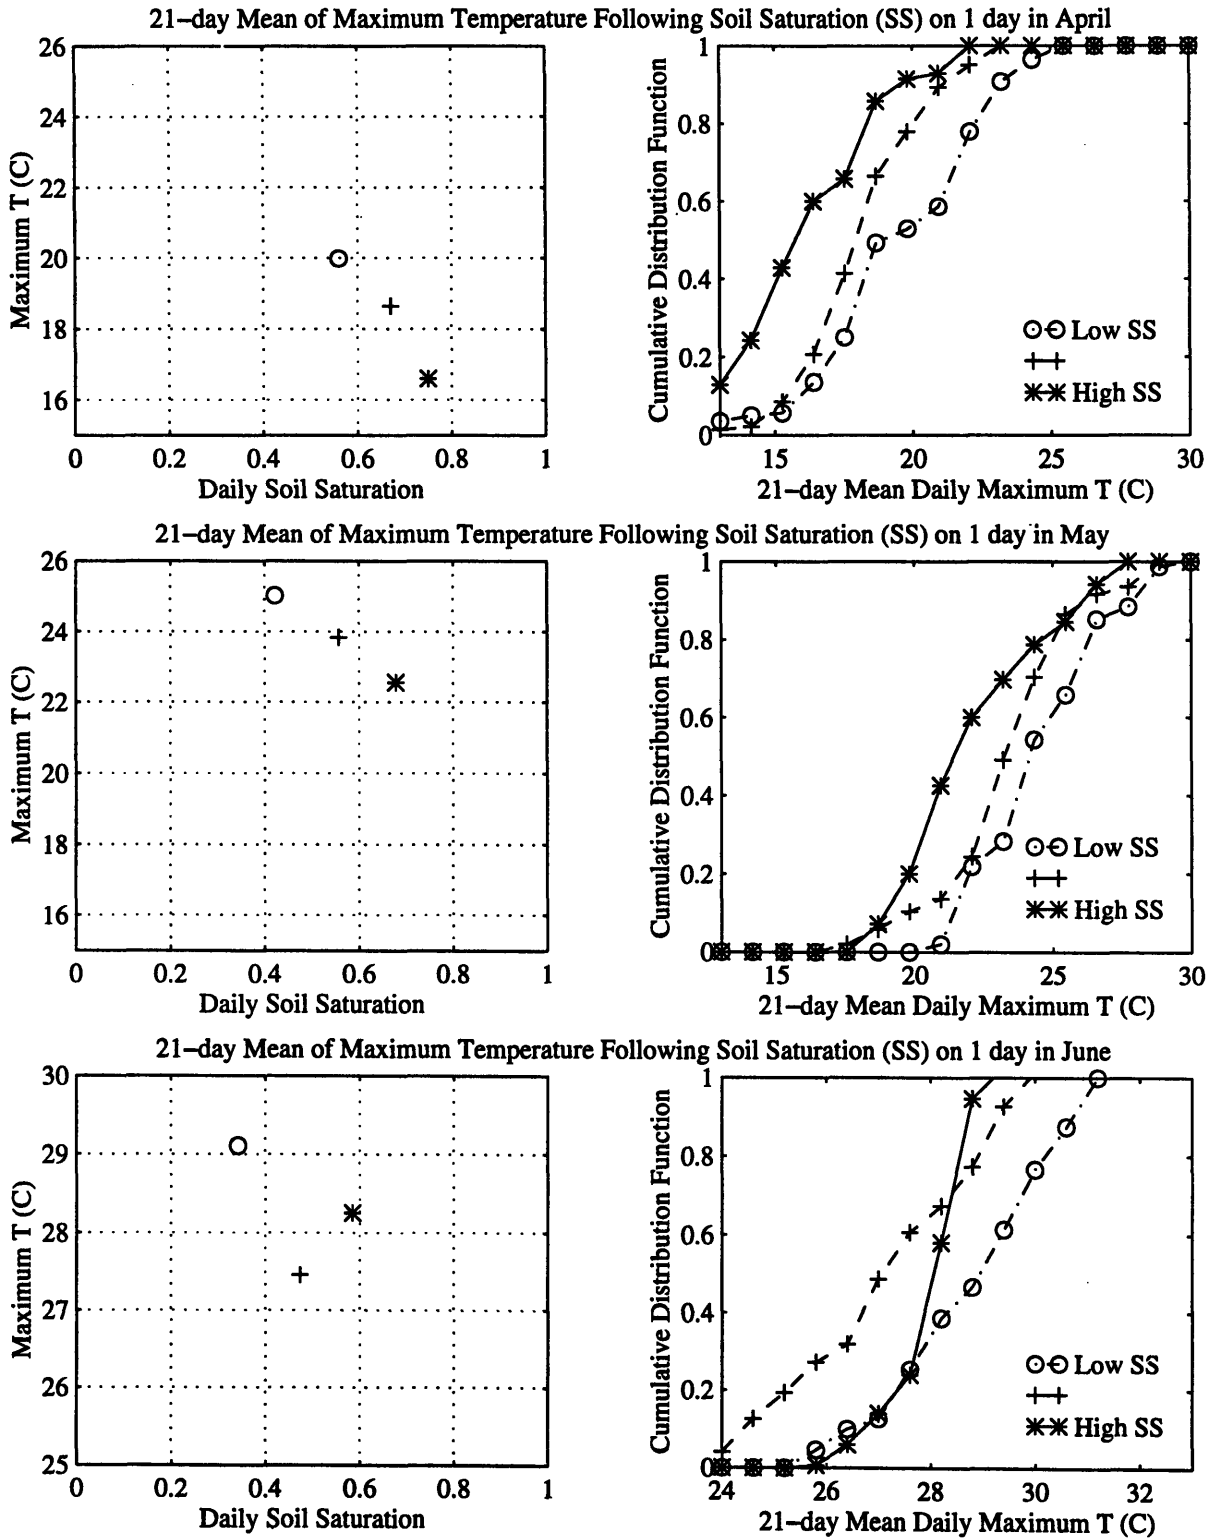 21–day Mean of Maximum Temperature Following Soil Saturation (SS) on 1 day in April
Maximum T (C)
26
24
22
20
18
16
0 0.2 0.4 0.6 0.8 1
Daily Soil Saturation
Cumulative Distribution Function
1
0.8
0.6
0.4
0.2
0
Low SS
High SS
15 20 25 30
21–day Mean Daily Maximum T (C)
21–day Mean of Maximum Temperature Following Soil Saturation (SS) on 1 day in May
Maximum T (C)
26
24
22
20
18
16
0 0.2 0.4 0.6 0.8 1
Daily Soil Saturation
Cumulative Distribution Function
1
0.8
0.6
0.4
0.2
0
Low SS
High SS
15 20 25 30
21–day Mean Daily Maximum T (C)
21–day Mean of Maximum Temperature Following Soil Saturation (SS) on 1 day in June
Maximum T (C)
30
29
28
27
26
25
0 0.2 0.4 0.6 0.8 1
Daily Soil Saturation
Cumulative Distribution Function
1
0.8
0.6
0.4
0.2
0
Low SS
High SS
24 26 28 30 32
21–day Mean Daily Maximum T (C)